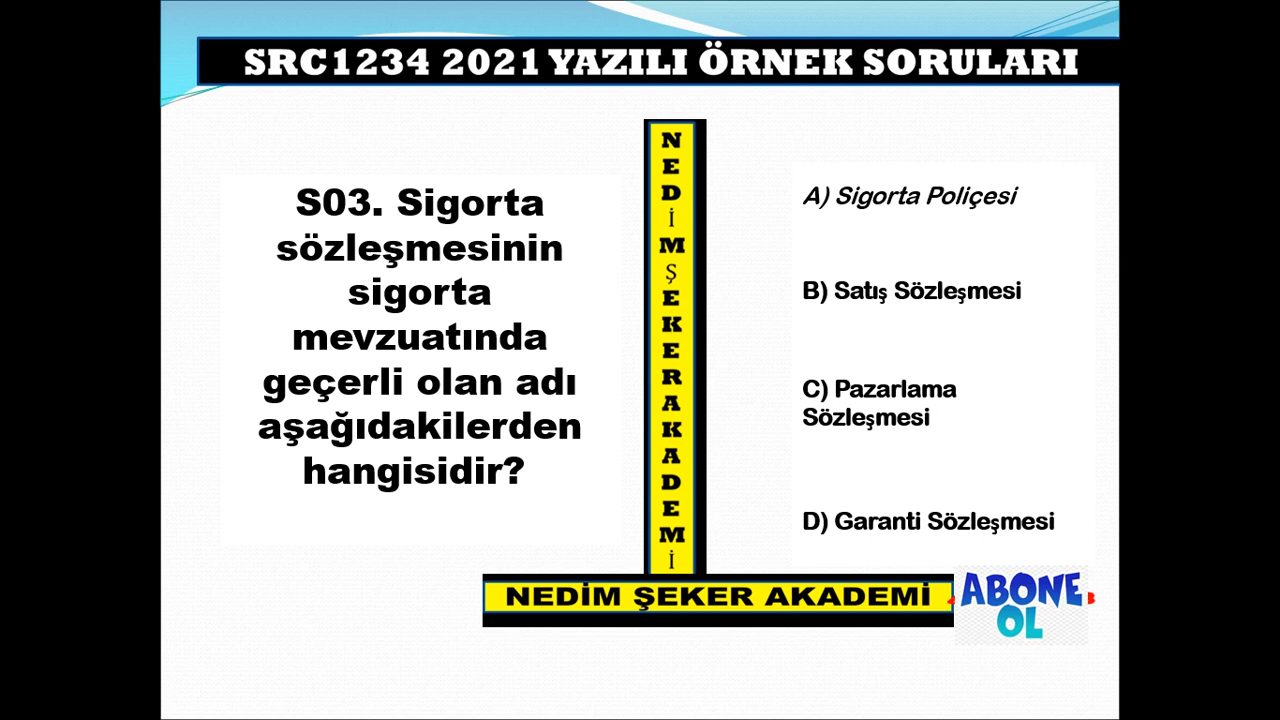 SRC1234 2021 YAZILI ÖRNEK SORULARI
S03. Sigorta
sözleşmesinin
sigorta
mevzuatında
geçerli olan adı
aşağıdakilerden
hangisidir?
NEDİMŞEKERAKADEMİ
A) Sigorta Poliçesi
B) Satış Sözleşmesi
C) Pazarlama
Sözleşmesi
D) Garanti Sözleşmesi
NEDİM ŞEKER AKADEMİ
ABONE
OL